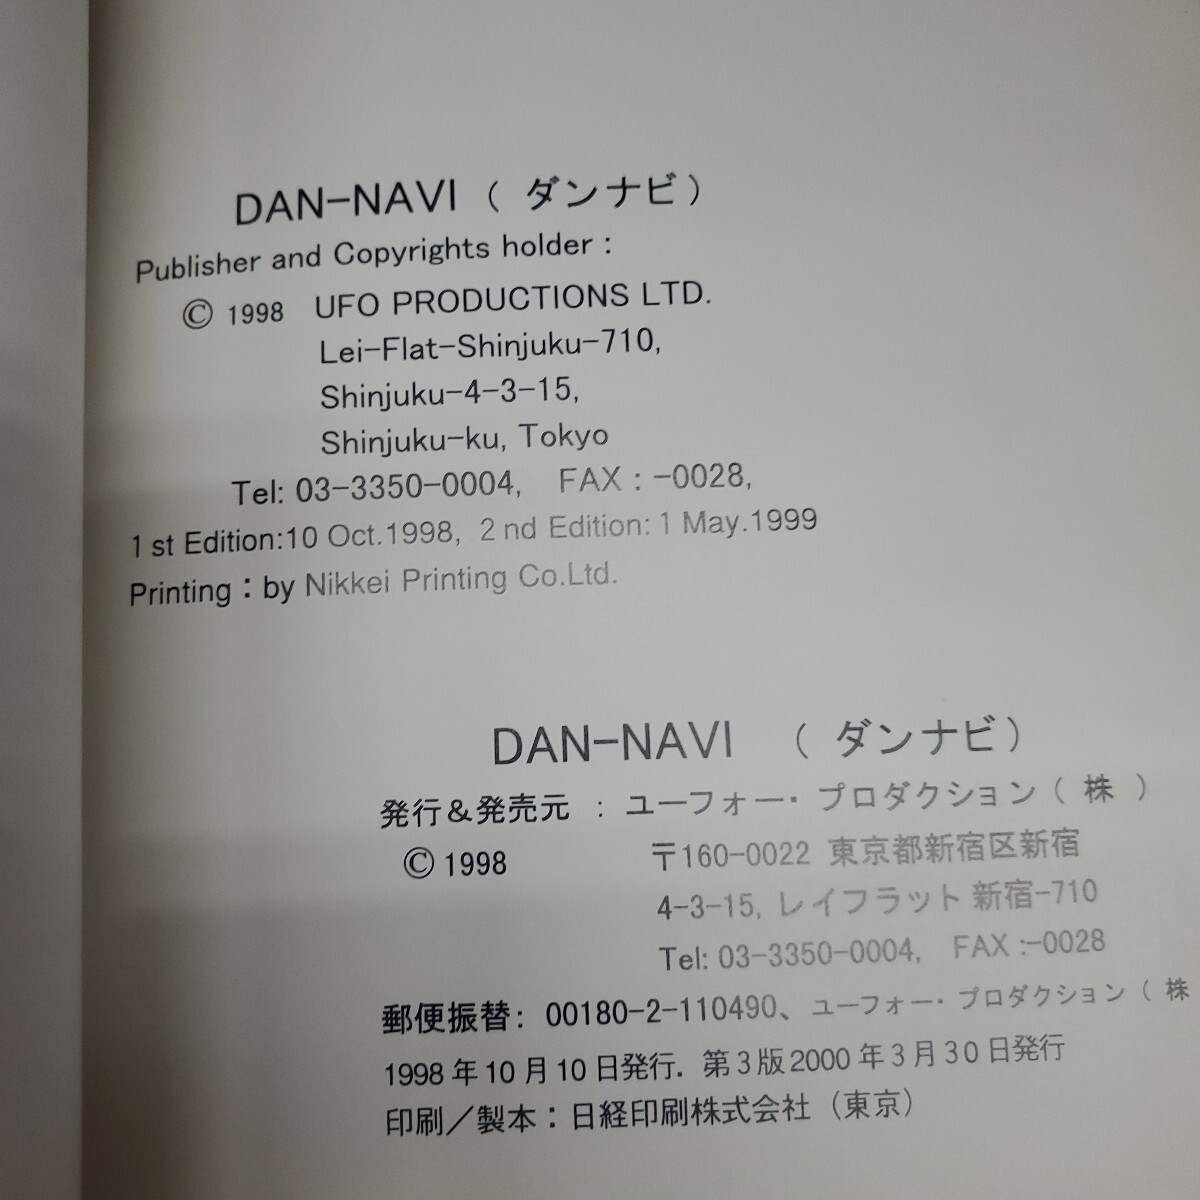 DAN-NAVI ( ダンナビ )
Publisher and Copyrights holder :
© 1998 UFO PRODUCTIONS LTD.
Lei-Flat-Shinjuku-710,
Shinjuku-4-3-15,
Shinjuku-ku, Tokyo
Tel: 03-3350-0004, FAX : -0028,
1 st Edition:10 Oct.1998, 2 nd Edition: 1 May.1999
Printing : by Nikkei Printing Co.Ltd.
DAN-NAVI ( ダンナビ )
発行&発売元 : ユーフォー・プロダクション ( 株 )
© 1998 〒160-0022 東京都新宿区新宿
4-3-15, レイフラット 新宿-710
Tel: 03-3350-0004, FAX :-0028
郵便振替: 00180-2-110490、ユーフォー・プロダクション ( 株
1998 年 10 月 10 日発行. 第 3 版 2000 年 3 月 3 0 日発行
印刷／製本：日経印刷株式会社（東京）